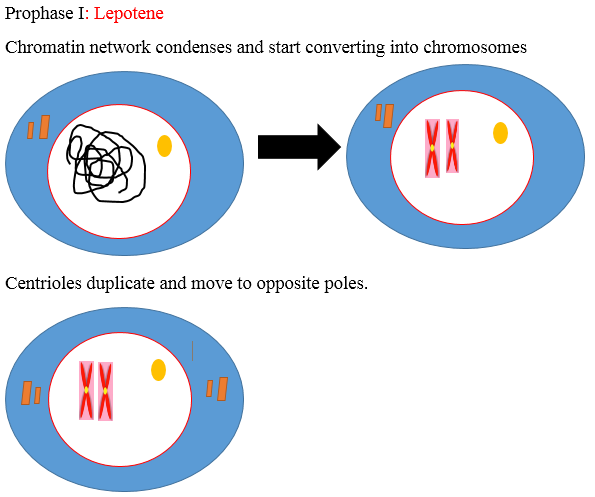 Prophase I: Lepotene
Chromatin network condenses and start converting into chromosomes
Centrioles duplicate and move to opposite poles.